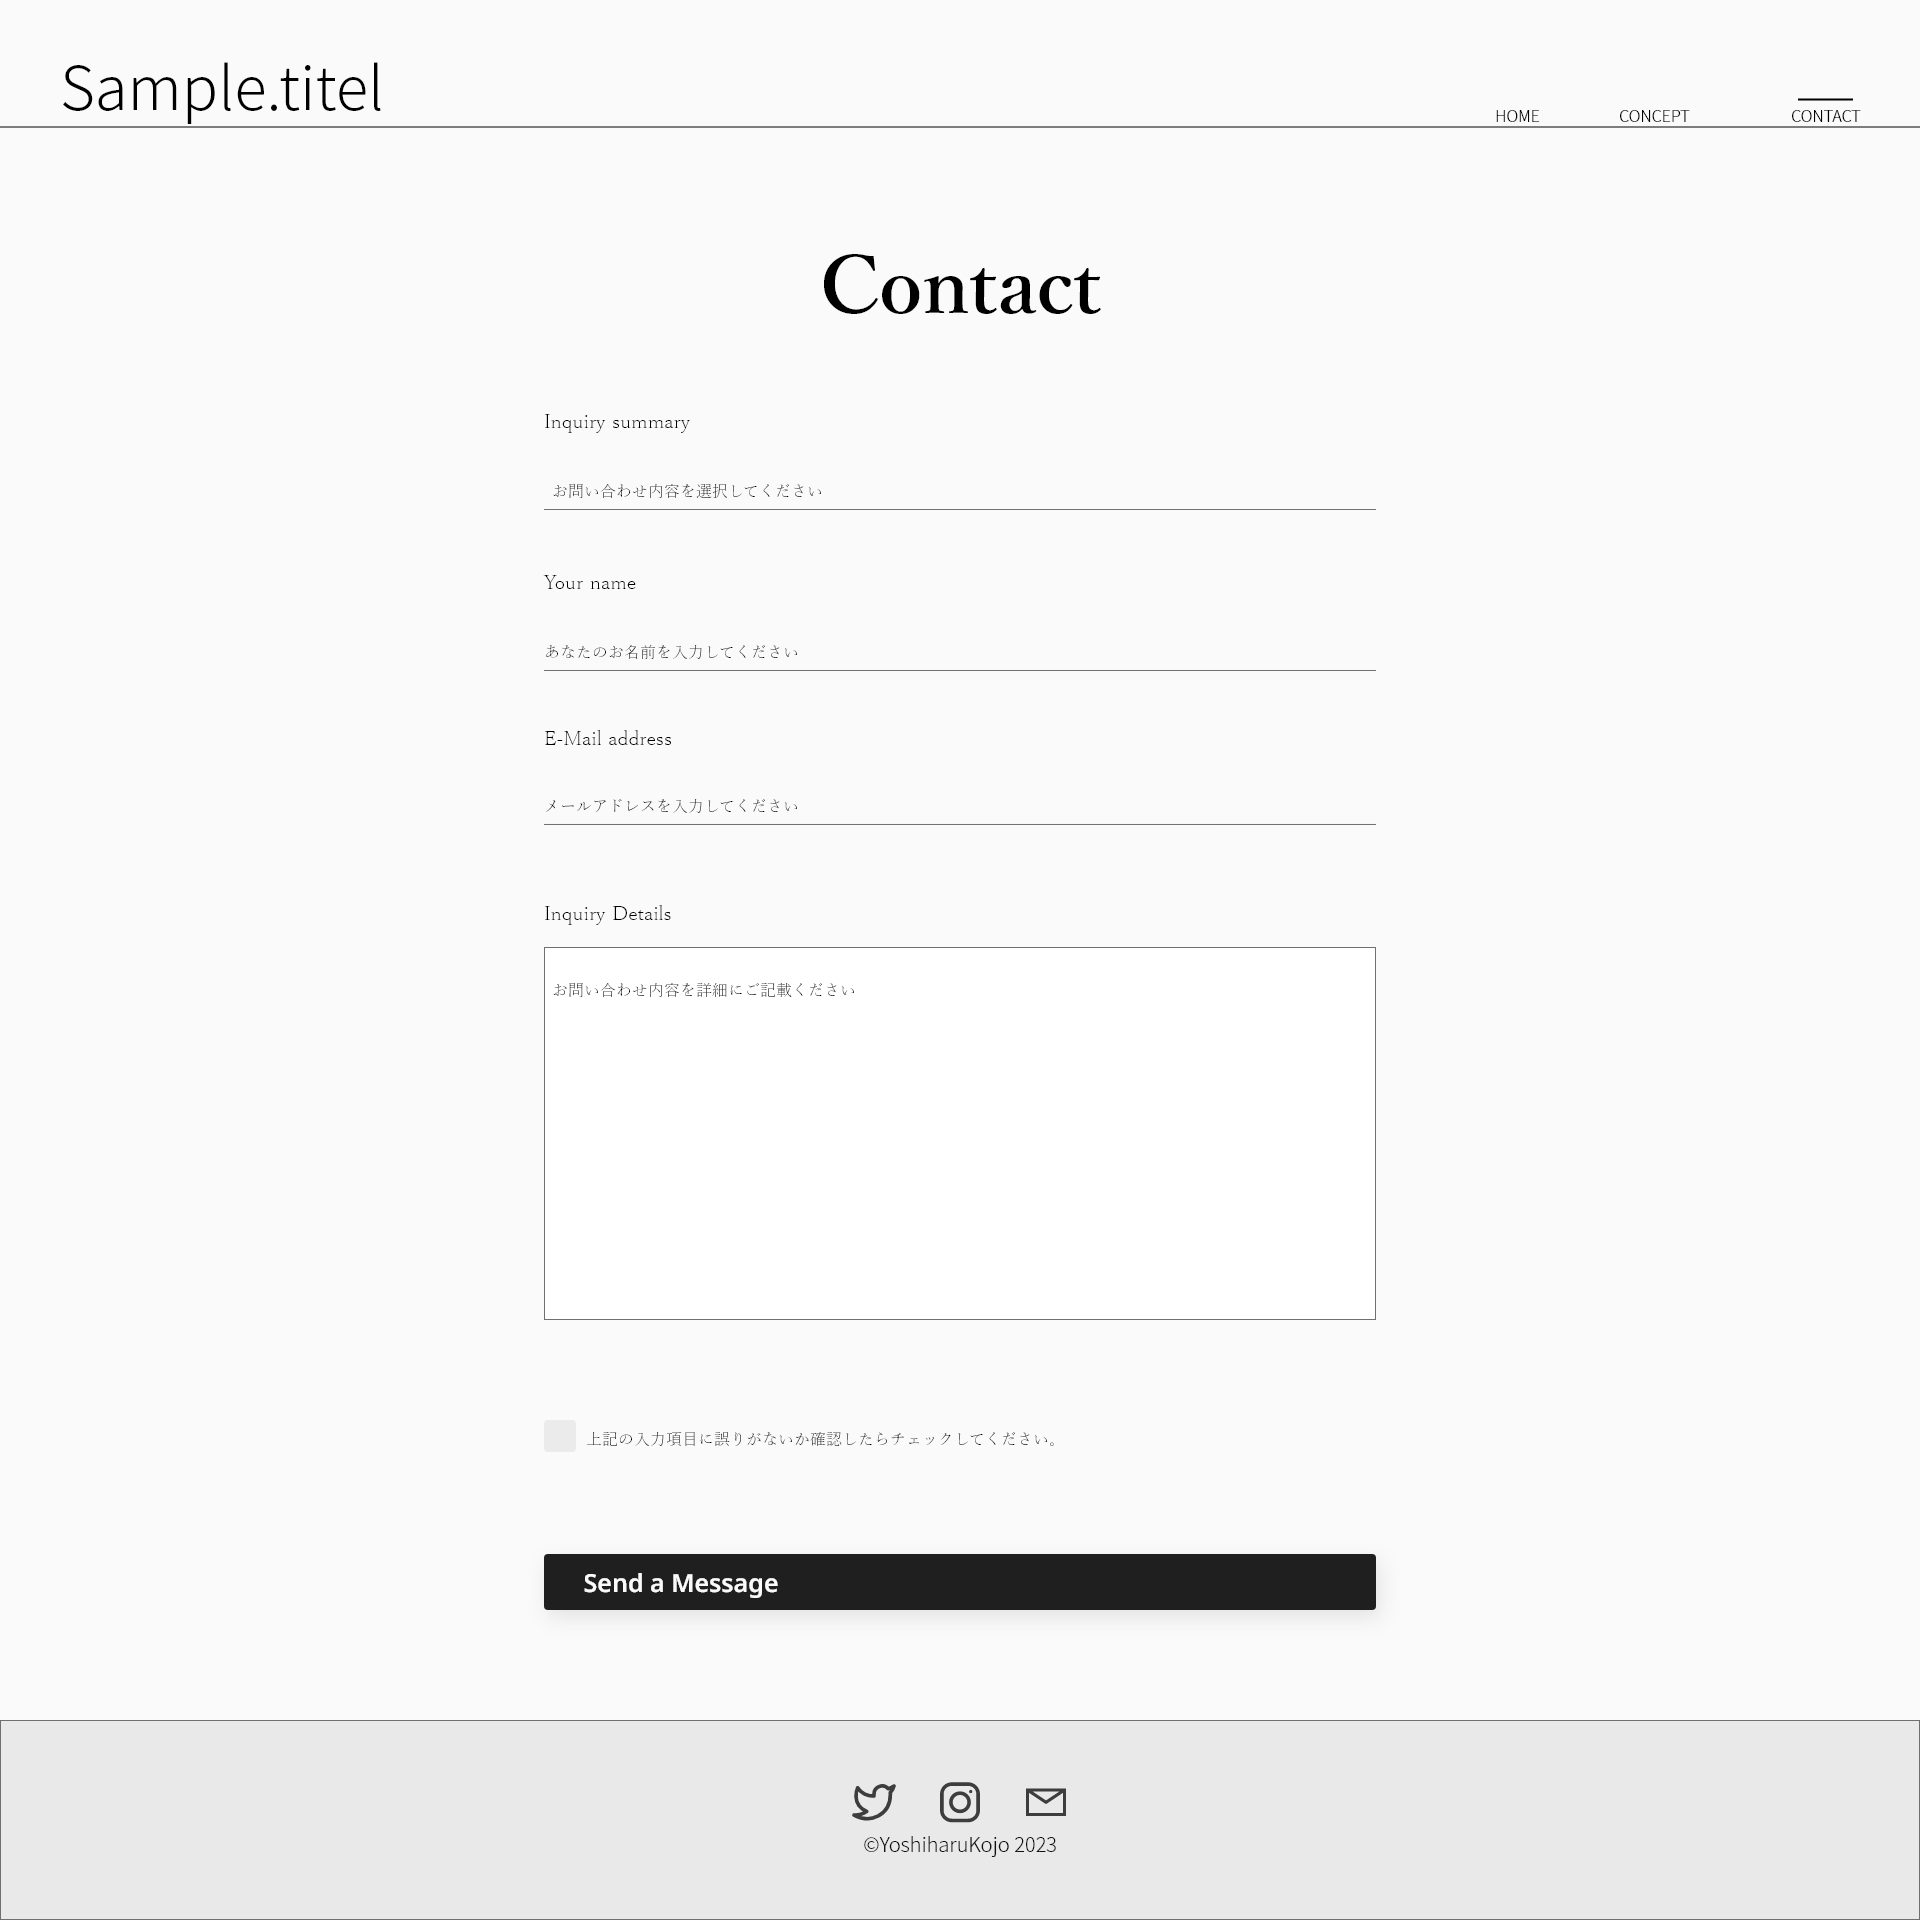 Sample.titel
HOME
CONCEPT
CONTACT
Contact
Inquiry summary
お問い合わせ内容を選択してください
Your name
あなたのお名前を入力してください
E-Mail address
メールアドレスを入力してください
Inquiry Details
お問い合わせ内容を詳細にご記載ください
上記の入力項目に誤りがないか確認したらチェックしてください。
Send a Message
©YoshiharuKojo 2023